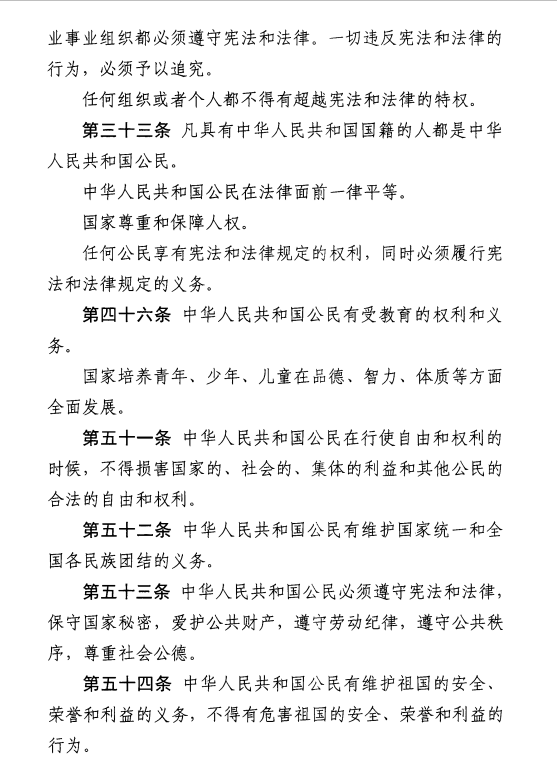 业事业组织都必须遵守宪法和法律。一切违反宪法和法律的
行为，必须予以追究。
任何组织或者个人都不得有超越宪法和法律的特权。
第三十三条 凡具有中华人民共和国国籍的人都是中华
人民共和国公民。
中华人民共和国公民在法律面前一律平等。
国家尊重和保障人权。
任何公民享有宪法和法律规定的权利，同时必须履行宪
法和法律规定的义务。
第四十六条 中华人民共和国公民有受教育的权利和义
务。
国家培养青年、少年、儿童在品德、智力、体质等方面
全面发展。
第五十一条 中华人民共和国公民在行使自由和权利的
时候，不得损害国家的、社会的、集体的利益和其他公民的
合法的自由和权利。
第五十二条 中华人民共和国公民有维护国家统一和全
国各民族团结的义务。
第五十三条 中华人民共和国公民必须遵守宪法和法律，
保守国家秘密，爱护公共财产，遵守劳动纪律，遵守公共秩
序，尊重社会公德。
第五十四条 中华人民共和国公民有维护祖国的安全、
荣誉和利益的义务，不得有危害祖国的安全、荣誉和利益的
行为。